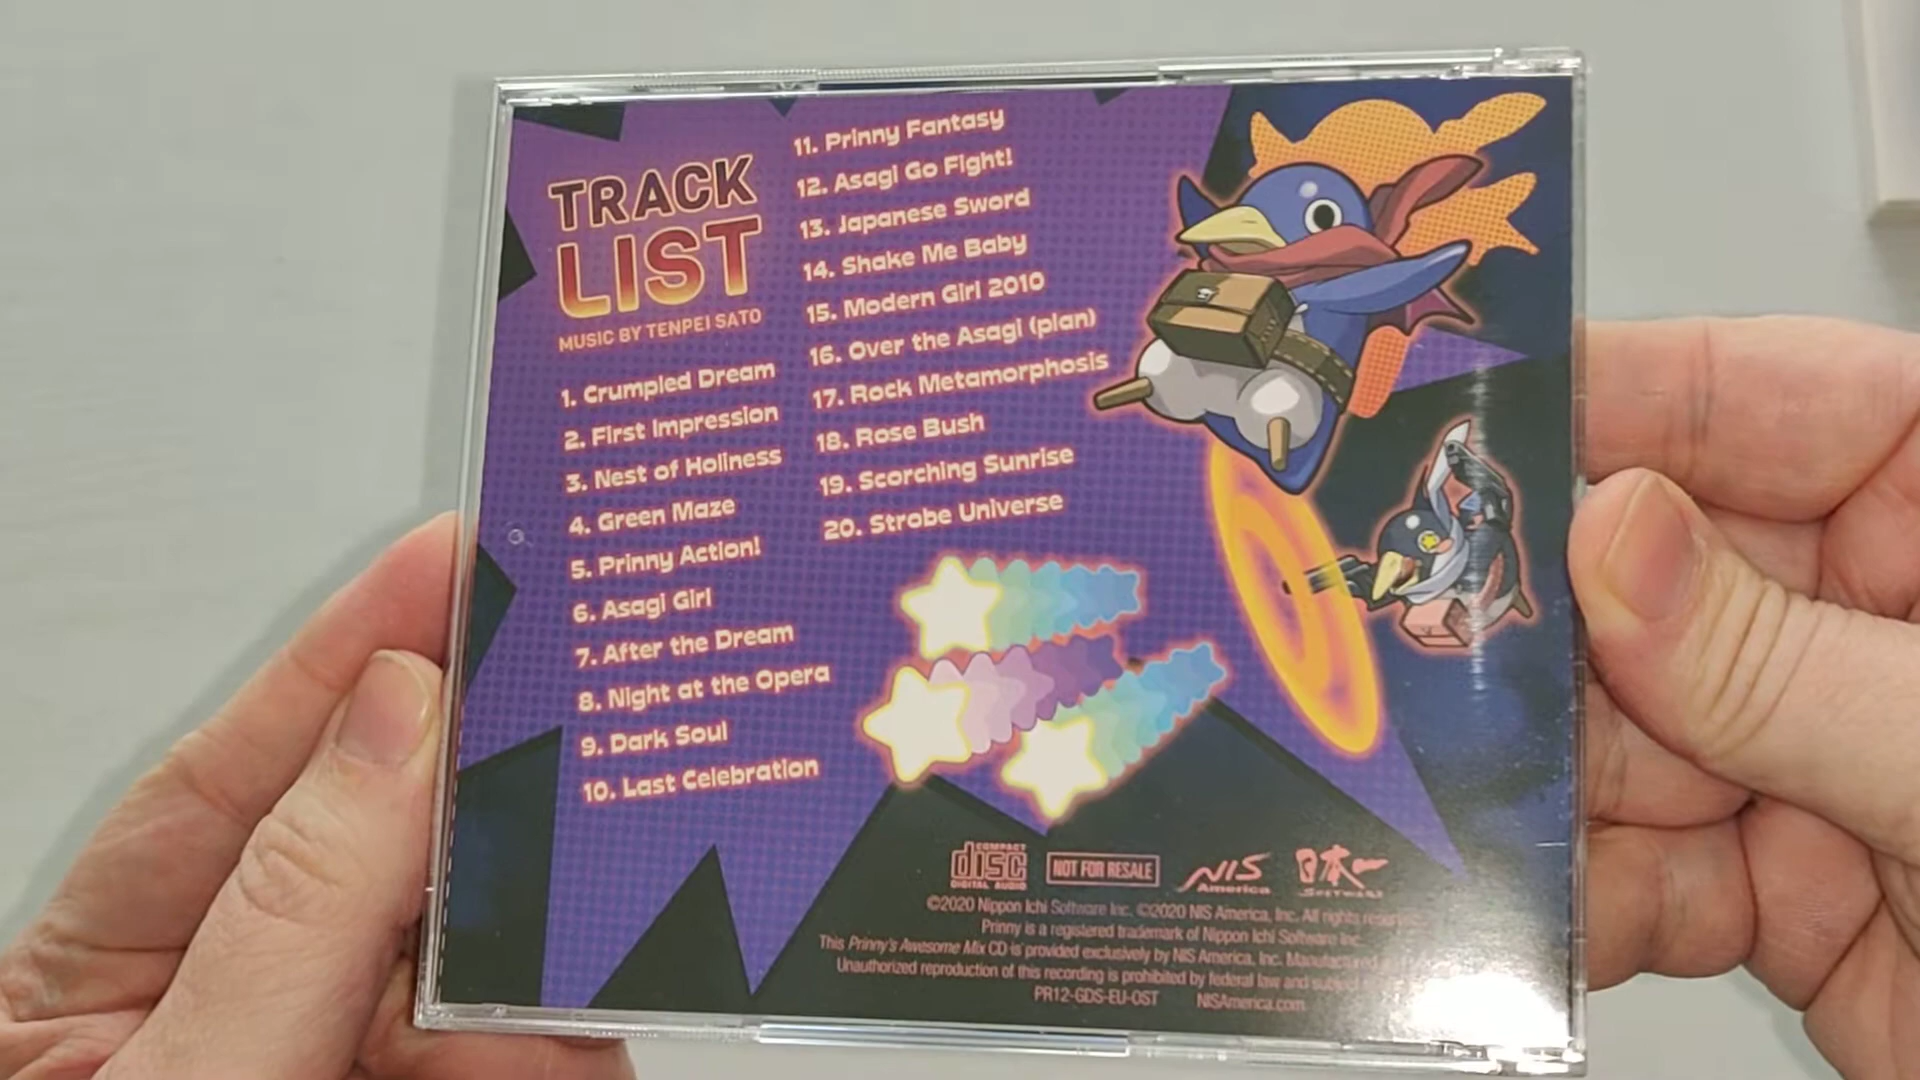 TRACK
LIST
MUSIC BY TENPEI SATO
1. Crumpled Dream
2. First Impression
3. Nest of Holiness
4. Green Maze
5. Prinny Action!
6. Asagi Girl
7. After the Dream
8. Night at the Opera
9. Dark Soul
10. Last Celebration
11. Prinny Fantasy
12. Asagi Go Fight!
13. Japanese Sword
14. Shake Me Baby
15. Modern Girl 2010
16. Over the Asagi (plan)
17. Rock Metamorphosis
18. Rose Bush
19. Scorching Sunrise
20. Strobe Universe
COMPACT
disc
DIGITAL AUDIO
NOT FOR RESALE
NIS
America
日本一
SOFTWARE
©2020 Nippon Ichi Software Inc. ©2020 NIS America, Inc. All rights
Prinny is a registered trademark of Nippon Ichi Software Inc.
This Prinny's Awesome Mix CD is provided exclusively by NIS America, Inc. Manufactured
Unauthorized reproduction of this recording is prohibited by federal law and subject
PR12-GDS-EU-OST NISAmerica.com